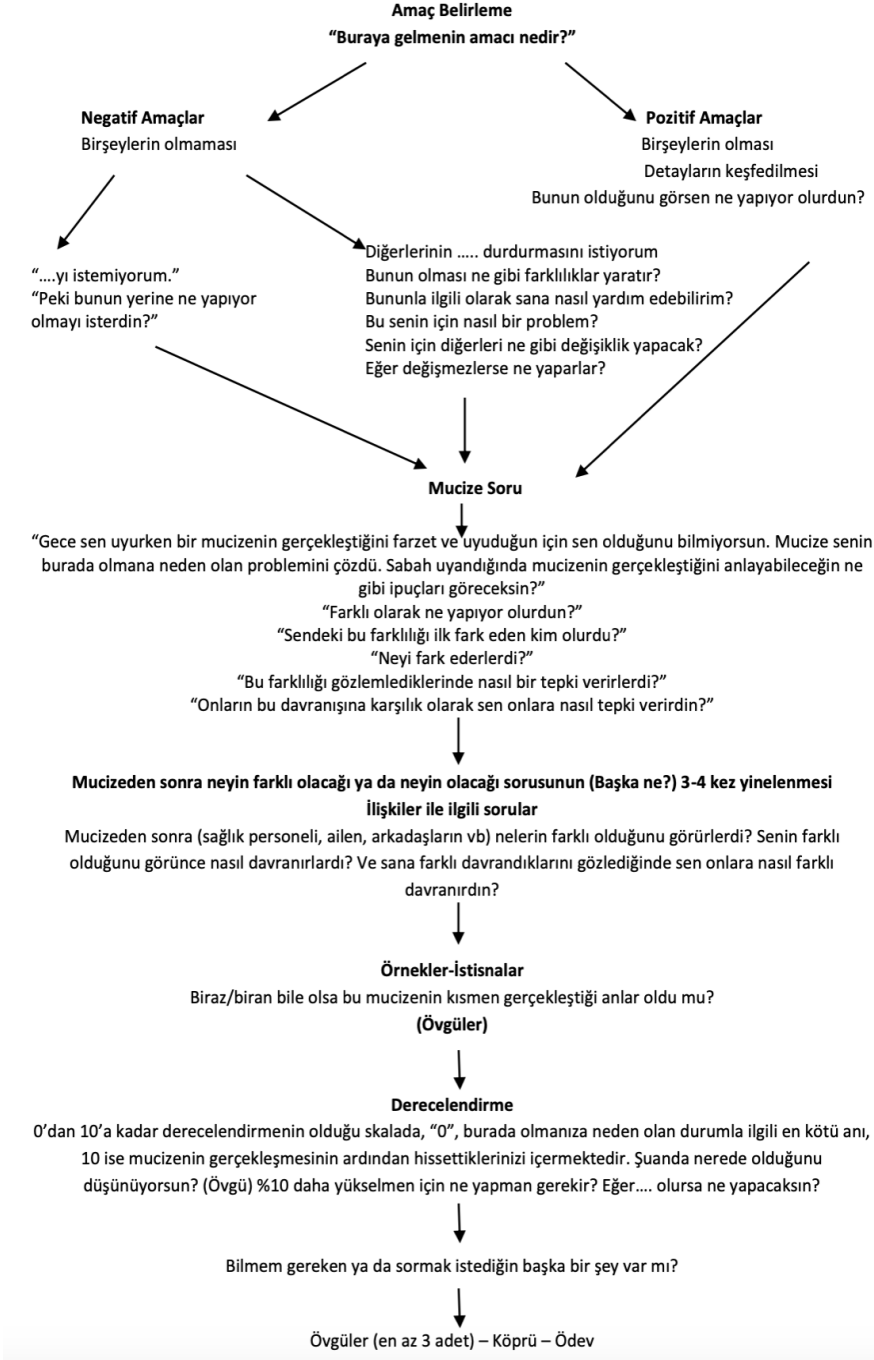 Amaç Belirleme
“Buraya gelmenin amacı nedir?”
Negatif Amaçlar
Birşeylerin olmaması
Pozitif Amaçlar
Birşeylerin olması
Detayların keşfedilmesi
Bunun olduğunu görsen ne yapıyor olurdun?
“....yı istemiyorum.”
“Peki bunun yerine ne yapıyor
olmayı isterdin?”
Diğerlerinin ..... durdurmasını istiyorum
Bunun olması ne gibi farklılıklar yaratır?
Bununla ilgili olarak sana nasıl yardım edebilirim?
Bu senin için nasıl bir problem?
Senin için diğerleri ne gibi değişiklik yapacak?
Eğer değişmezlerse ne yaparlar?
Mucize Soru
“Gece sen uyurken bir mucizenin gerçekleştiğini farzet ve uyuduğun için sen olduğunu bilmiyorsun. Mucize senin
burada olmana neden olan problemini çözdü. Sabah uyandığında mucizenin gerçekleştiğini anlayabileceğin ne
gibi ipuçları göreceksin?”
“Farklı olarak ne yapıyor olurdun?”
“Sendeki bu farklılığı ilk fark eden kim olurdu?”
“Neyi fark ederlerdi?”
“Bu farklılığı gözlemlediklerinde nasıl bir tepki verirlerdi?”
“Onların bu davranışına karşılık olarak sen onlara nasıl tepki verirdin?”
Mucizeden sonra neyin farklı olacağı ya da neyin olacağı sorusunun (Başka ne?) 3-4 kez yinelenmesi
İlişkiler ile ilgili sorular
Mucizeden sonra (sağlık personeli, ailen, arkadaşların vb) nelerin farklı olduğunu görürlerdi? Senin farklı
olduğunu görünce nasıl davranırlardı? Ve sana farklı davrandıklarını gözlediğinde sen onlara nasıl farklı
davranırdın?
Örnekler-İstisnalar
Biraz/biran bile olsa bu mucizenin kısmen gerçekleştiği anlar oldu mu?
(Övgüler)
Derecelendirme
0’dan 10’a kadar derecelendirmenin olduğu skalada, “0”, burada olmanıza neden olan durumla ilgili en kötü anı,
10 ise mucizenin gerçekleşmesinin ardından hissettiklerinizi içermektedir. Şuanda nerede olduğunu
düşünüyorsun? (Övgü) %10 daha yükselmen için ne yapman gerekir? Eğer.... olursa ne yapacaksın?
Bilmem gereken ya da sormak istediğin başka bir şey var mı?
Övgüler (en az 3 adet) – Köprü – Ödev